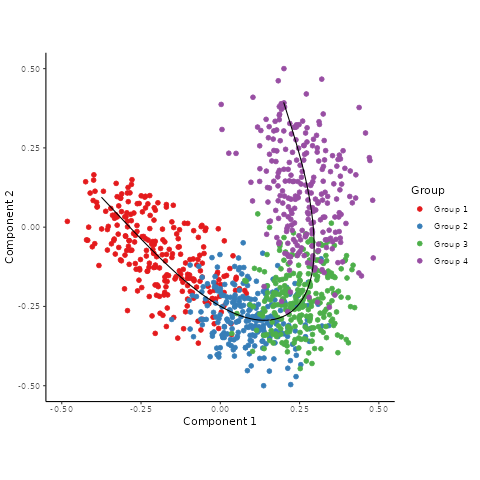 0.50
0.25
0.00
-0.25
-0.50
Component 2
-0.50
-0.25
0.00
0.25
0.50
Component 1
Group
Group 1
Group 2
Group 3
Group 4